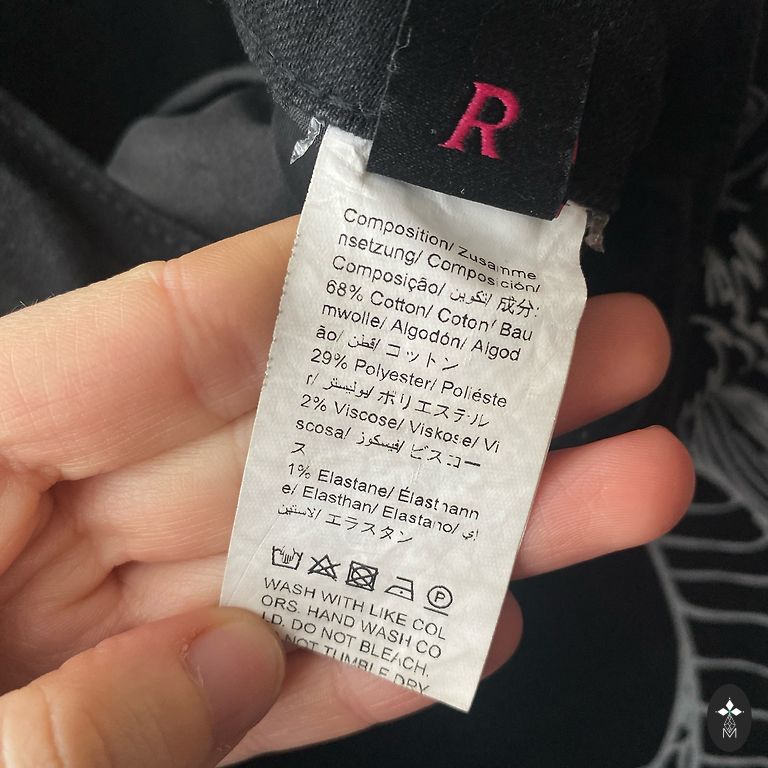 R
Composition/ Zusamme
nsetzung/ Composición/
Composição/ تكوين/ 成分:
68% Cotton/ Coton/ Bau
mwolle/ Algodón/ Algod
ão/ قطن/ コットン
29% Polyester/ Poliéste
r/ بوليستر/ ポリエステル
2% Viscose/ Viskose/ Vi
scosa/ فيسكوز/ ビスコー
ス
1% Elastane/ Élasthann
e/ Elasthan/ Elastano/ إي
لاستين/ エラスタン
P
WASH WITH LIKE COL
ORS. HAND WASH CO
LD. DO NOT BLEACH.
NOT TUMBLE DRY
M